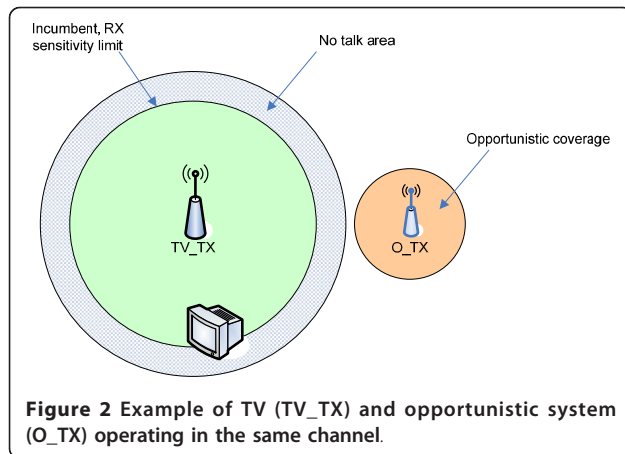 Incumbent, RX
sensitivity limit
No talk area
Opportunistic coverage
TV_TX
O_TX
Figure 2 Example of TV (TV_TX) and opportunistic system
(O_TX) operating in the same channel.